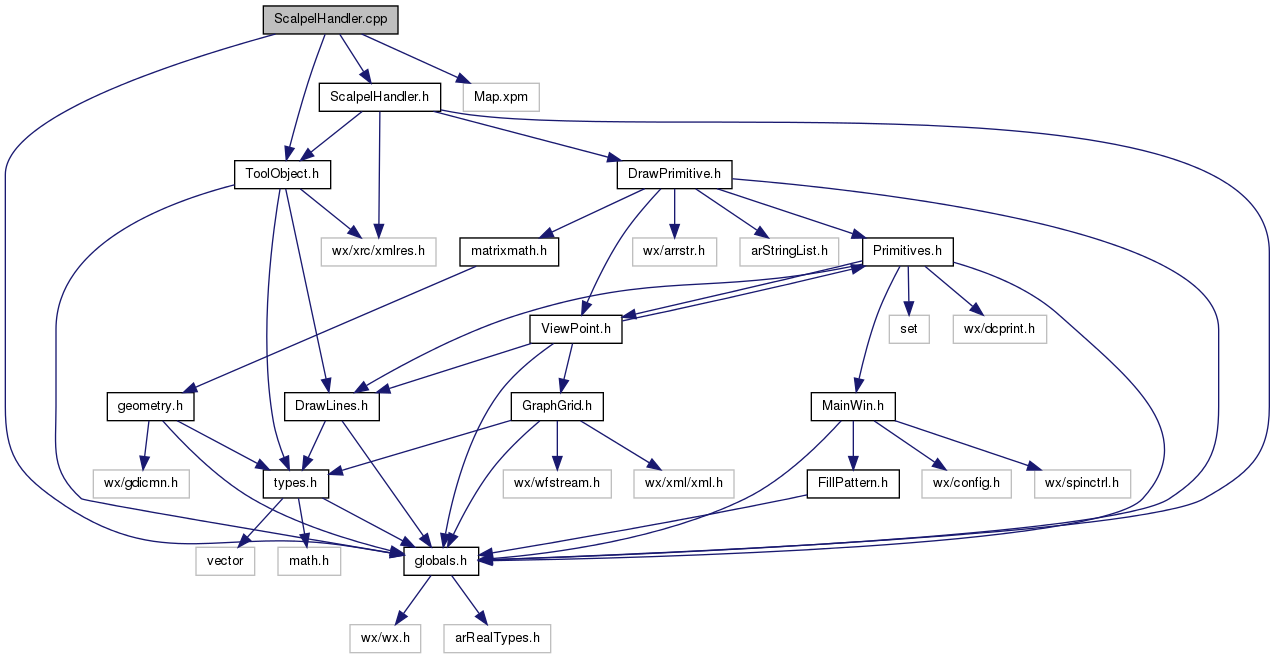 ScalpelHandler.cpp
ScalpelHandler.h
Map.xpm
ToolObject.h
DrawPrimitive.h
wx/xrc/xmlres.h
matrixmath.h
wx/arrstr.h
arStringList.h
Primitives.h
ViewPoint.h
set
wx/dcprint.h
geometry.h
DrawLines.h
GraphGrid.h
MainWin.h
wx/gdicmn.h
types.h
wx/wfstream.h
wx/xml/xml.h
FillPattern.h
wx/config.h
wx/spinctrl.h
vector
math.h
globals.h
wx/wx.h
arRealTypes.h